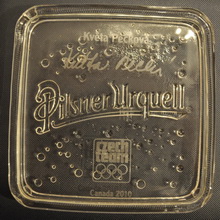 Květa Pechová
Pilsner Urquell
czech
team
Canada 2010